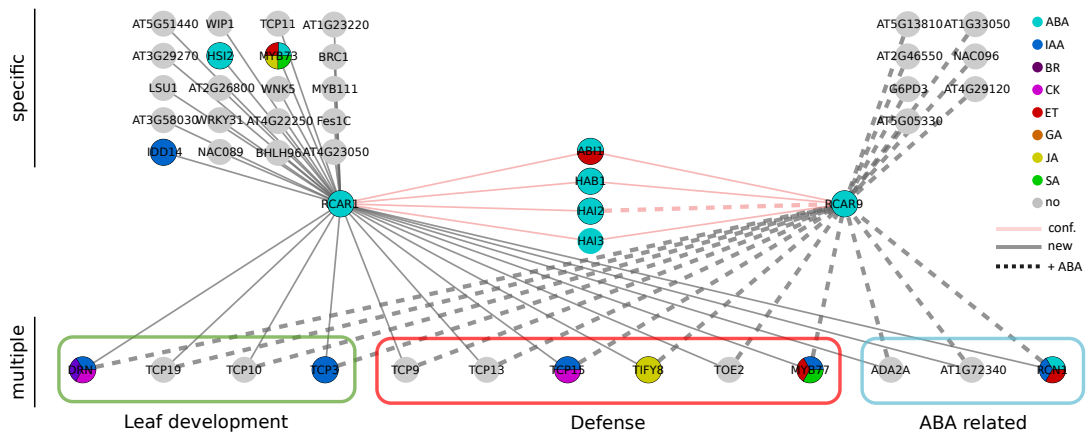 AT5G51440 WIP1 TCP11 AT1G23220 AT5G13810 AT1G33050 ABA
AT3G29270 HSI2 MYB73 BRC1 AT2G46550 NAC096 IAA
BR
LSU1 AT2G26800 WNK5 MYB111 G6PD3 AT4G29120 CK
ET
AT3G58030 WRKY31 AT4G22250 Fes1C AT5G05330 GA
JA
IDD14 NAC089 BHLH96 AT4G23050 ABI1 SA
specific
HAB1 no
RCAR1 HAI2 RCAR9
conf.
HAI3 new
+ ABA
multiple
DRN TCP19 TCP10 TCP3 TCP9 TCP13 TCP15 TIFY8 TOE2 MYB77 ADA2A AT1G72340 RCN1
Leaf development Defense ABA related